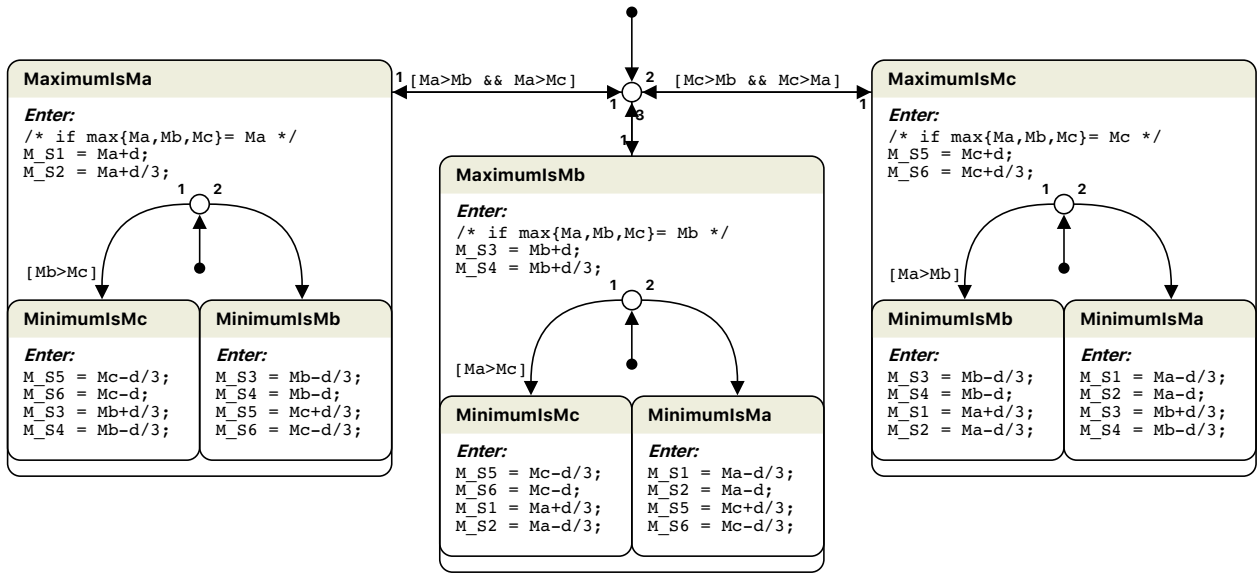 1 [Ma>Mb && Ma>Mc] 1
2 [Cc>Mb && Mc>Ma] 1
3
1
MaximumIsMa
Enter:
/* if max{Ma,Mb,Mc}= Ma */
M_S1 = Ma+d;
M_S2 = Ma+d/3;
1 2
[Mb>Mc]
MinimumIsMc
Enter:
M_S5 = Mc-d/3;
M_S6 = Mc-d;
M_S3 = Mb+d/3;
M_S4 = Mb-d/3;
MinimumIsMb
Enter:
M_S3 = Mb-d/3;
M_S4 = Mb-d;
M_S5 = Mc+d/3;
M_S6 = Mc-d/3;
MaximumIsMb
Enter:
/* if max{Ma,Mb,Mc}= Mb */
M_S3 = Mb+d;
M_S4 = Mb+d/3;
1 2
[Ma>Mc]
MinimumIsMc
Enter:
M_S5 = Mc-d/3;
M_S6 = Mc-d;
M_S1 = Ma+d/3;
M_S2 = Ma-d/3;
MinimumIsMa
Enter:
M_S1 = Ma-d/3;
M_S2 = Ma-d;
M_S5 = Mc+d/3;
M_S6 = Mc-d/3;
MaximumIsMc
Enter:
/* if max{Ma,Mb,Mc}= Mc */
M_S5 = Mc+d;
M_S6 = Mc+d/3;
1 2
[Ma>Mb]
MinimumIsMb
Enter:
M_S3 = Mb-d/3;
M_S4 = Mb-d;
M_S1 = Ma+d/3;
M_S2 = Ma-d/3;
MinimumIsMa
Enter:
M_S1 = Ma-d/3;
M_S2 = Ma-d;
M_S3 = Mb+d/3;
M_S4 = Mb-d/3;